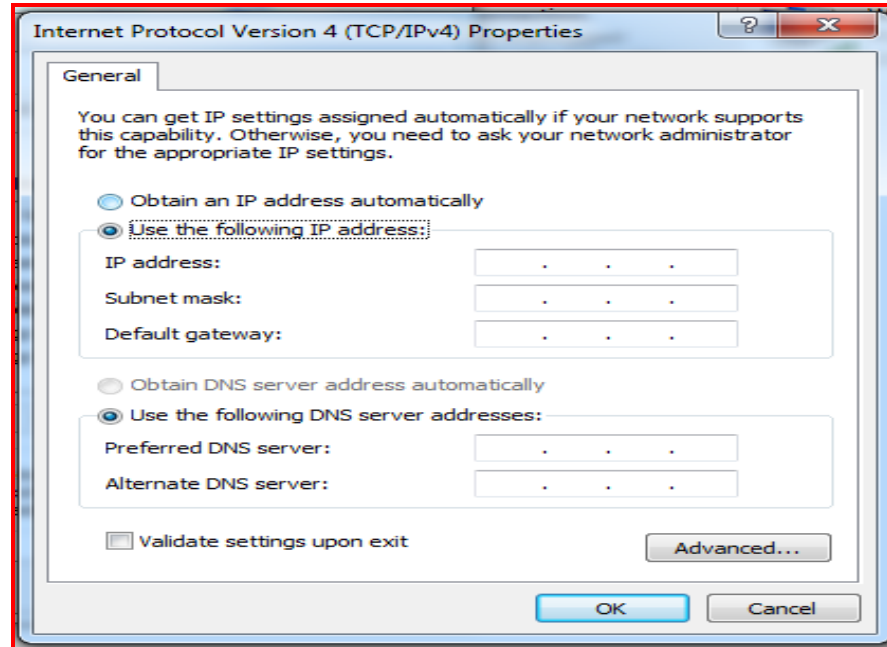 Internet Protocol Version 4 (TCP/IPv4) Properties
?
General
You can get IP settings assigned automatically if your network supports
this capability. Otherwise, you need to ask your network administrator
for the appropriate IP settings.
Obtain an IP address automatically
Use the following IP address:
IP address: . . .
Subnet mask: . . .
Default gateway: . . .
Obtain DNS server address automatically
Use the following DNS server addresses:
Preferred DNS server: . . .
Alternate DNS server: . . .
Validate settings upon exit
Advanced...
OK Cancel